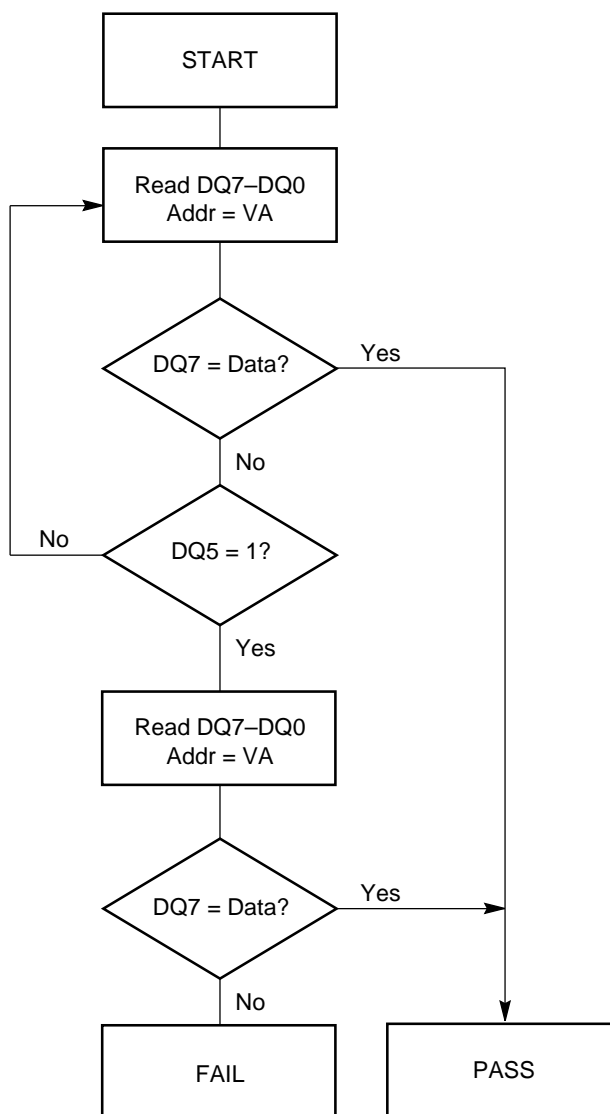 START
Read DQ7–DQ0
Addr = VA
DQ7 = Data?
Yes
No
DQ5 = 1?
No
Yes
Read DQ7–DQ0
Addr = VA
DQ7 = Data?
Yes
No
FAIL
PASS